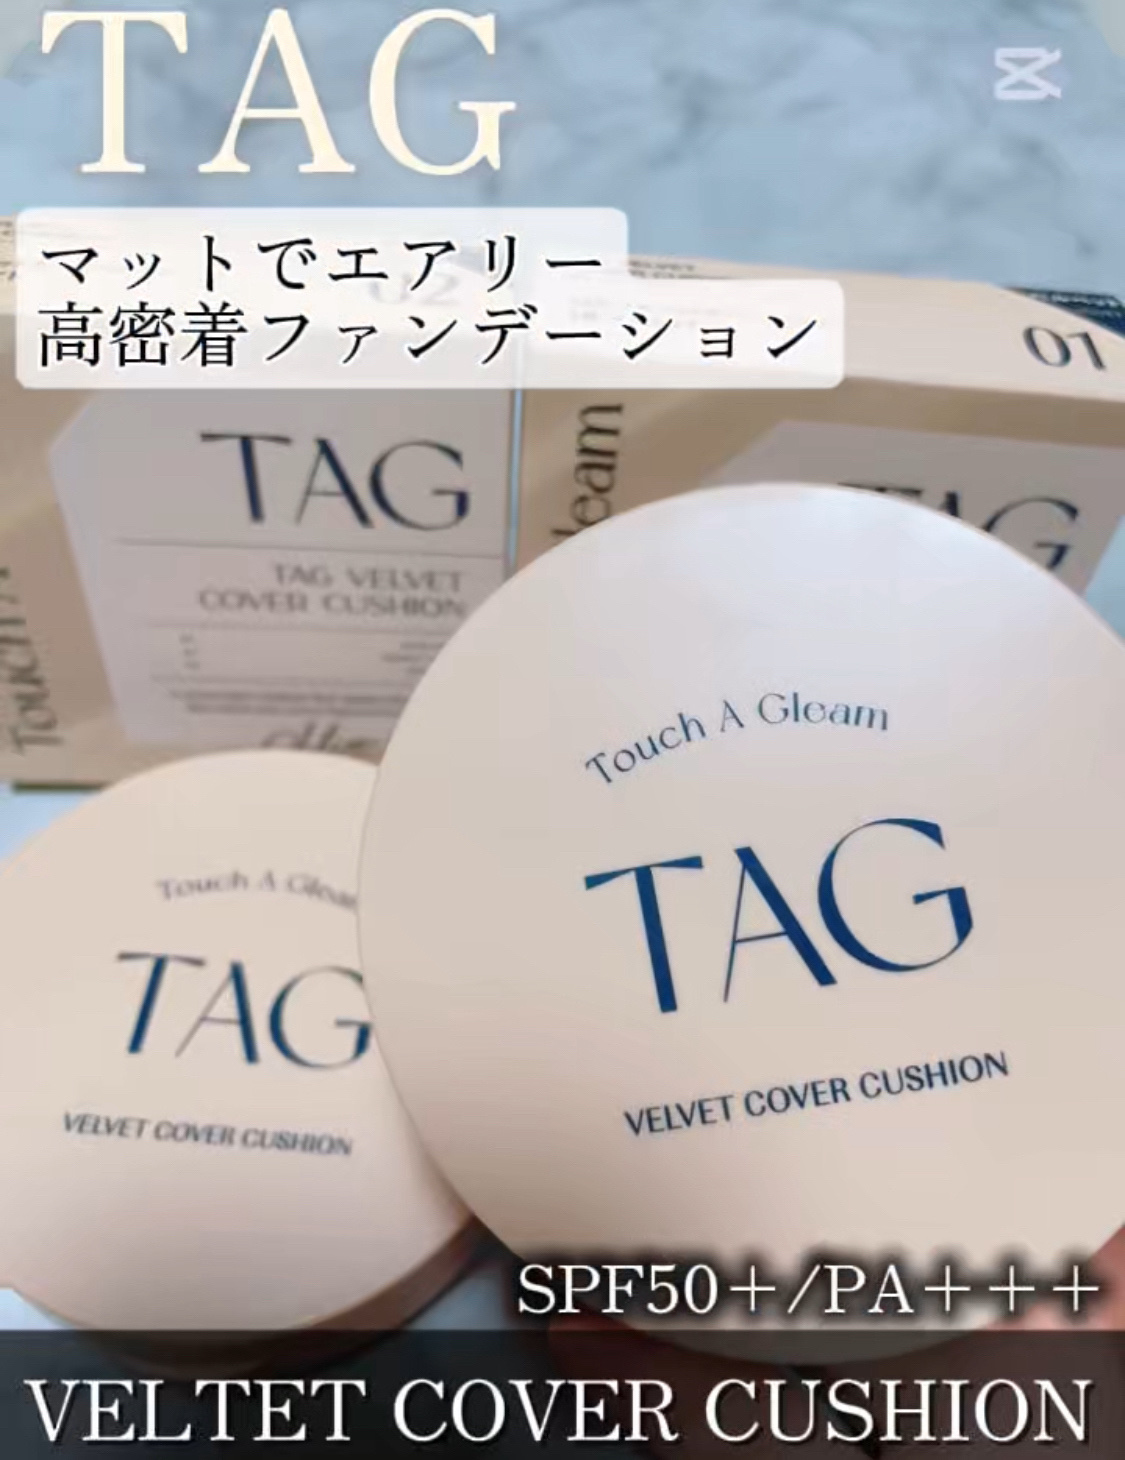 TAG
マットでエアリー
高密着ファンデーション
01
TAG
TAG VELVET
COVER CUSHION
Touch A Gleam
TAG
VELVET COVER CUSHION
Touch A Gleam
TAG
VELVET COVER CUSHION
SPF50+/PA+++
VELTET COVER CUSHION